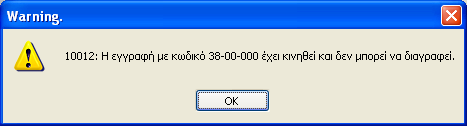 Warning.
10012: Η εγγραφή με κωδικό 38-00-000 έχει κινηθεί και δεν μπορεί να διαγραφεί.
OK